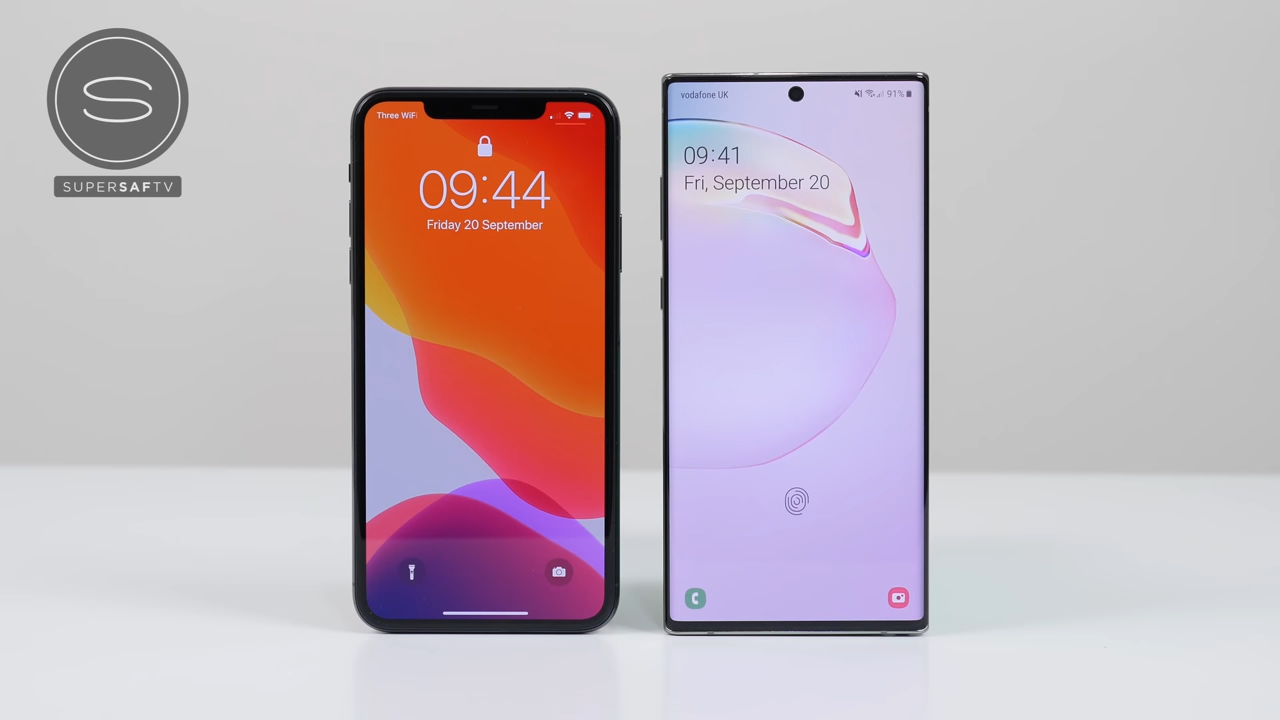 SUPERSAFTV
Three WiFi
09:44
Friday 20 September
vodafone UK
91%
09:41
Fri, September 20